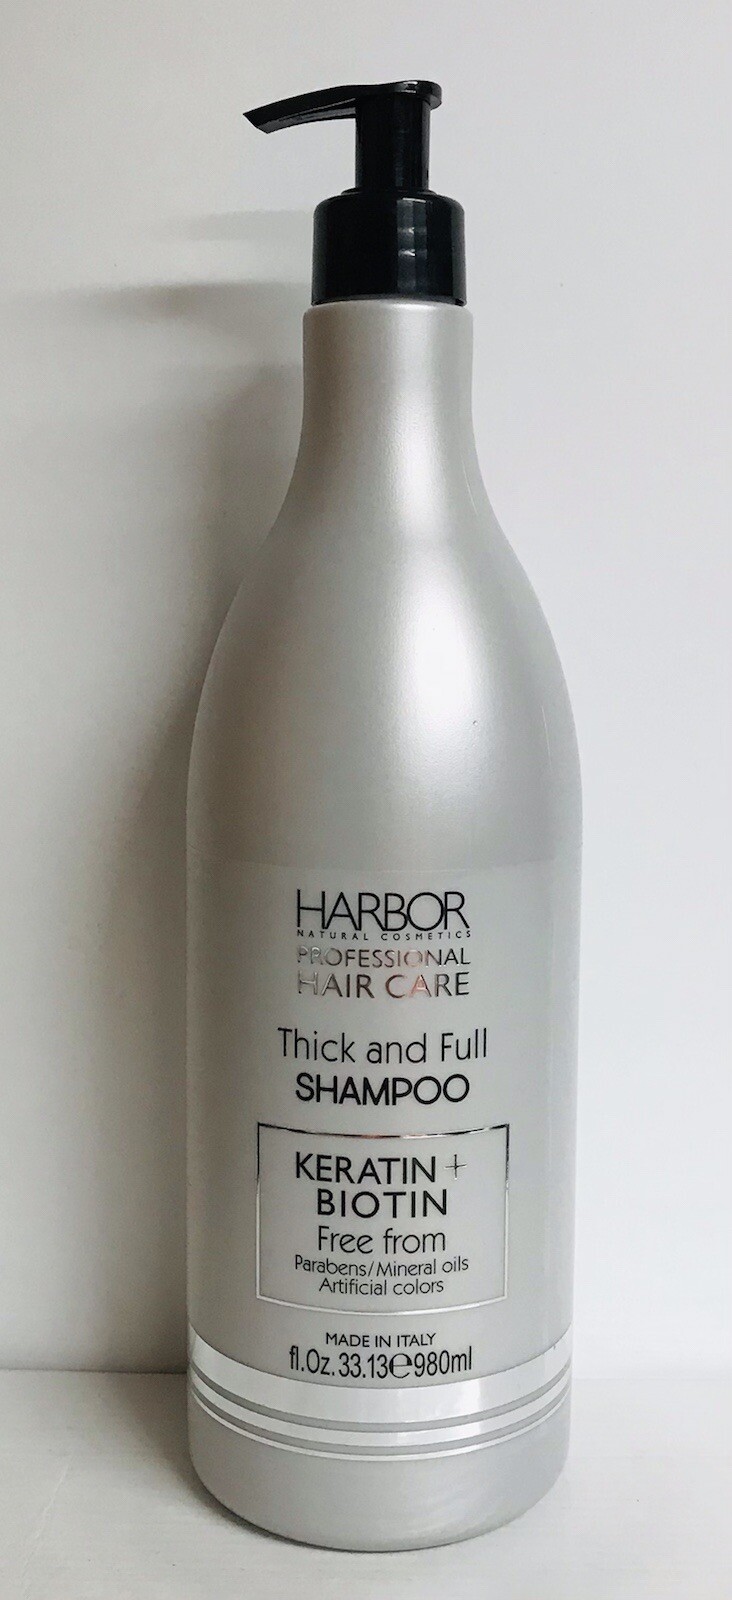 HARBOR
NATURAL COSMETICS
PROFESSIONAL
HAIR CARE
Thick and Full
SHAMPOO
KERATIN +
BIOTIN
Free from
Parabens/Mineral oils
Artificial colors
MADE IN ITALY
fl.Oz. 33.13℮980ml